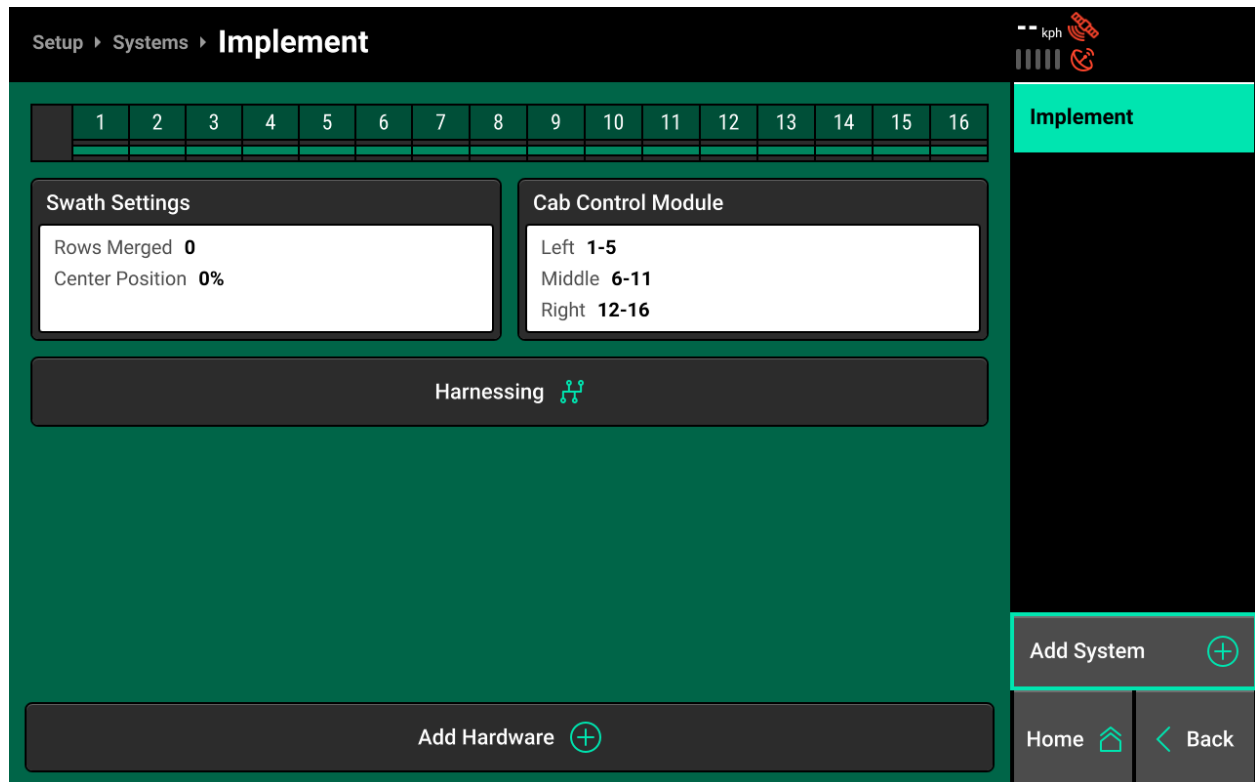 Setup ▸ Systems ▸ Implement
-- kph
1 2 3 4 5 6 7 8 9 10 11 12 13 14 15 16
Implement
Swath Settings
Rows Merged 0
Center Position 0%
Cab Control Module
Left 1-5
Middle 6-11
Right 12-16
Harnessing
Add System
Add Hardware
Home
Back